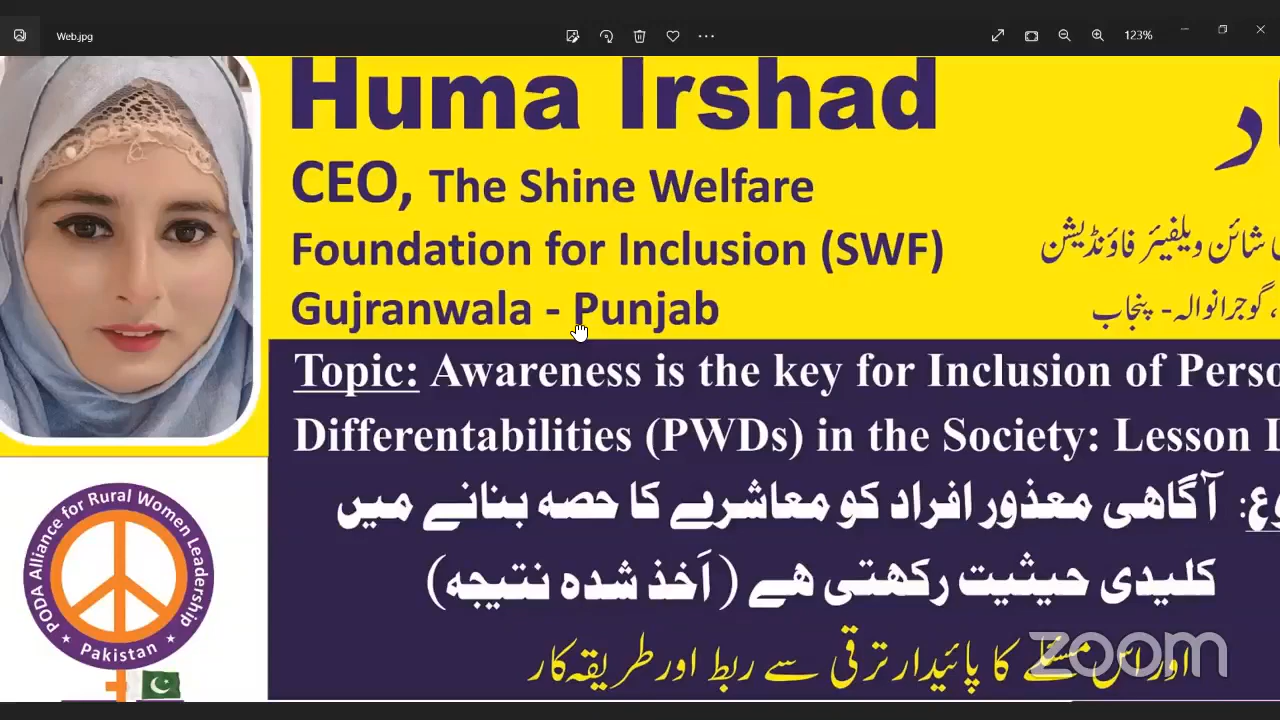 Web.jpg
123%
Huma Irshad
CEO, The Shine Welfare
Foundation for Inclusion (SWF)
Gujranwala - Punjab
شائن ویلفیئر فاؤنڈیشن
گوجرانوالہ - پنجاب
Topic: Awareness is the key for Inclusion of
Differentabilities (PWDs) in the Society: Lesson
آگاهی معذور افراد کو معاشرے کا حصہ بنانے میں
کلیدی حیثیت رکھتی ھے (اَخذ شدہ نتیجہ)
اور اس مسئلے کا پائیدار ترقی سے ربط اور طریقہ کار
PODA Alliance for Rural Women Leadership
Pakistan
zoom